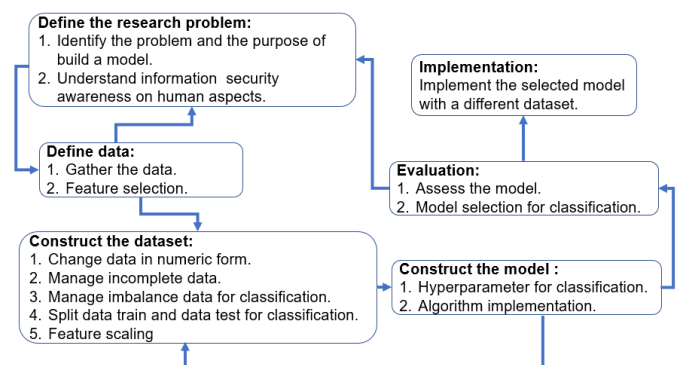 Define the research problem:
1. Identify the problem and the purpose of
build a model.
2. Understand information security
awareness on human aspects.
Implementation:
Implement the selected model
with a different dataset.
Define data:
1. Gather the data.
2. Feature selection.
Evaluation:
1. Assess the model.
2. Model selection for classification.
Construct the dataset:
1. Change data in numeric form.
2. Manage incomplete data.
3. Manage imbalance data for classification.
4. Split data train and data test for classification.
5. Feature scaling
Construct the model :
1. Hyperparameter for classification.
2. Algorithm implementation.